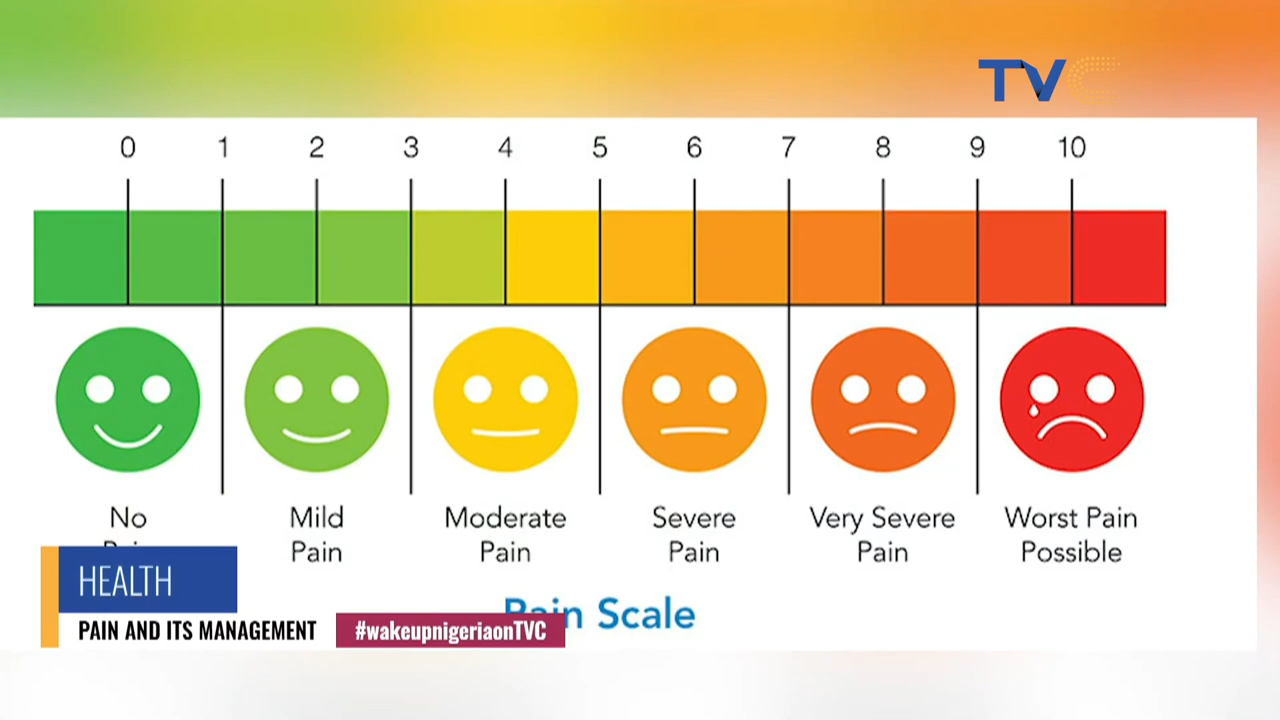 TVC
0 1 2 3 4 5 6 7 8 9 10
No Mild Moderate Severe Very Severe Worst Pain
Pain Pain Pain Pain Pain Possible
HEALTH
Pain Scale
PAIN AND ITS MANAGEMENT #wakeupnigeriaonTVC